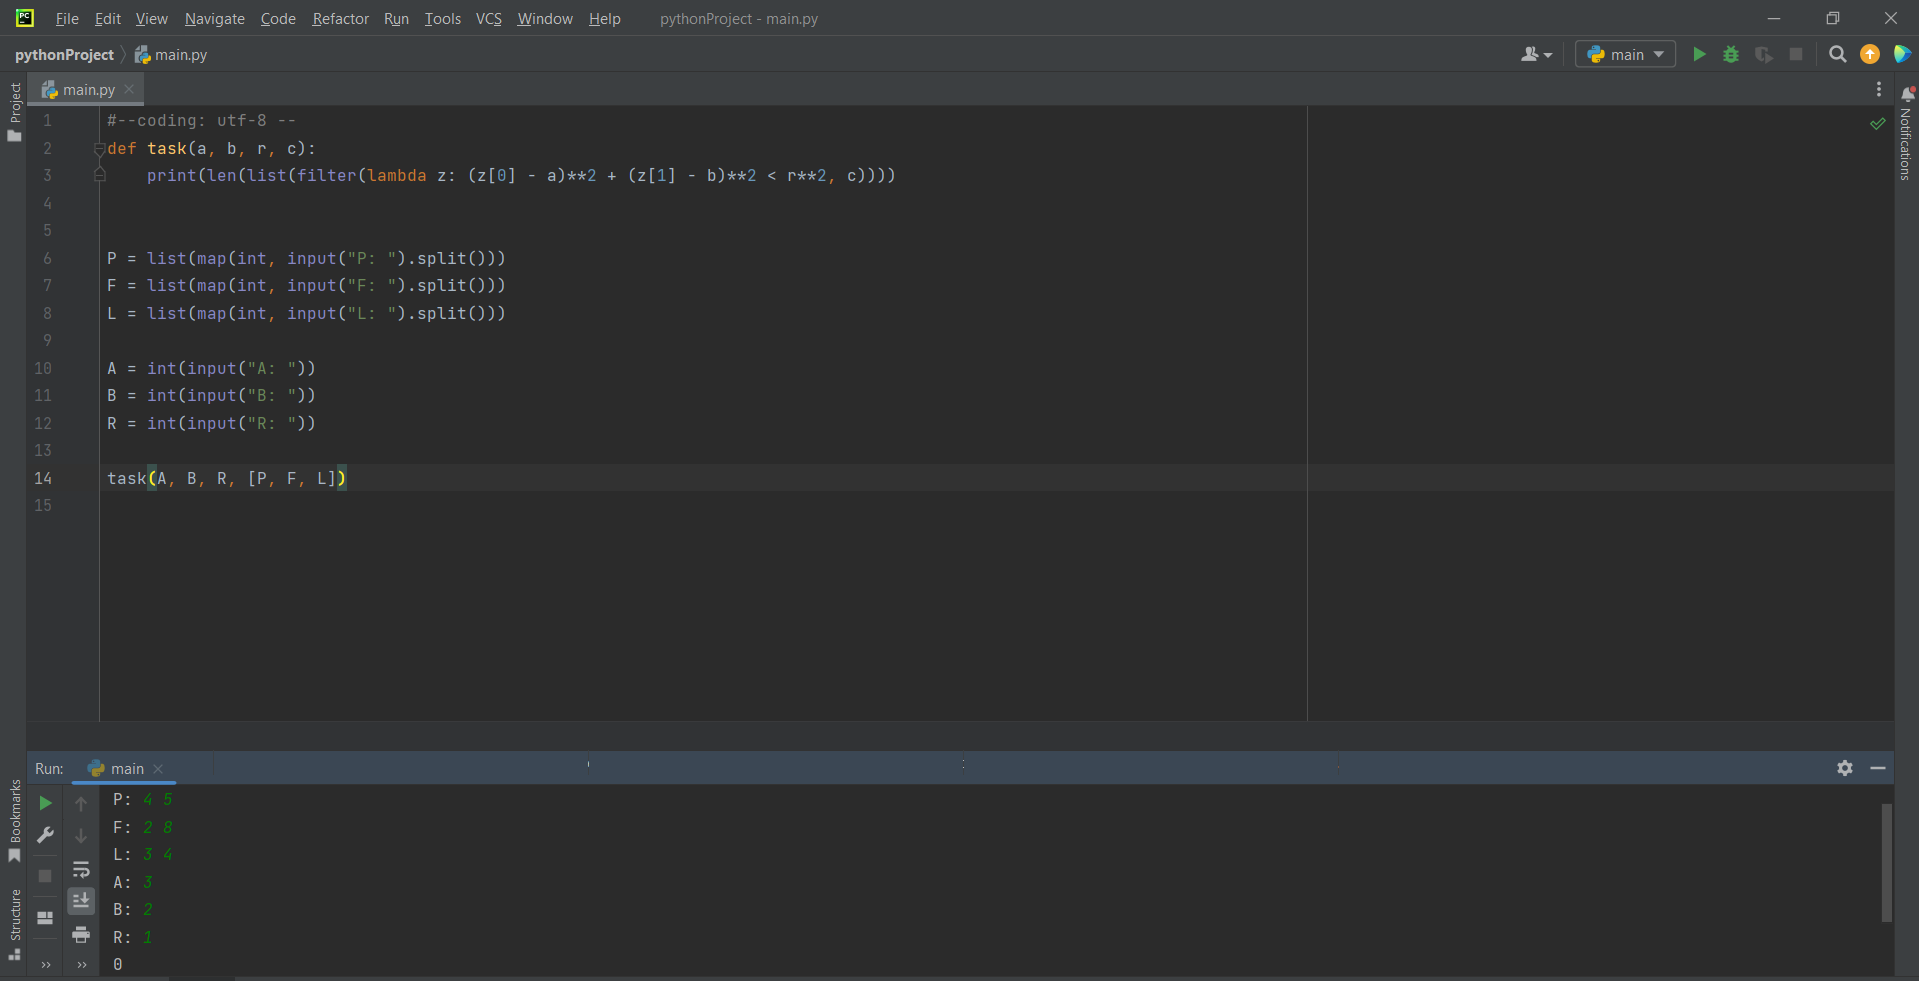 PC
File Edit View Navigate Code Refactor Run Tools VCS Window Help pythonProject - main.py
pythonProject main.py
main
main.py
Project
Notifications
1 #--coding: utf-8 --
2 def task(a, b, r, c):
3     print(len(list(filter(lambda z: (z[0] - a)**2 + (z[1] - b)**2 < r**2, c))))
4
5
6 P = list(map(int, input("P: ").split()))
7 F = list(map(int, input("F: ").split()))
8 L = list(map(int, input("L: ").split()))
9
10 A = int(input("A: "))
11 B = int(input("B: "))
12 R = int(input("R: "))
13
14 task(A, B, R, [P, F, L])
15
Run: main
Bookmarks
Structure
P: 4 5
F: 2 8
L: 3 4
A: 3
B: 2
R: 1
0